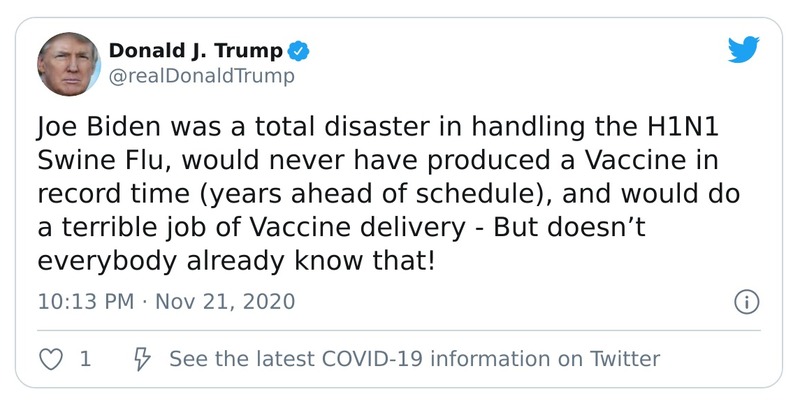 Donald J. Trump
@realDonaldTrump
Joe Biden was a total disaster in handling the H1N1
Swine Flu, would never have produced a Vaccine in
record time (years ahead of schedule), and would do
a terrible job of Vaccine delivery - But doesn’t
everybody already know that!
10:13 PM · Nov 21, 2020
1 See the latest COVID-19 information on Twitter